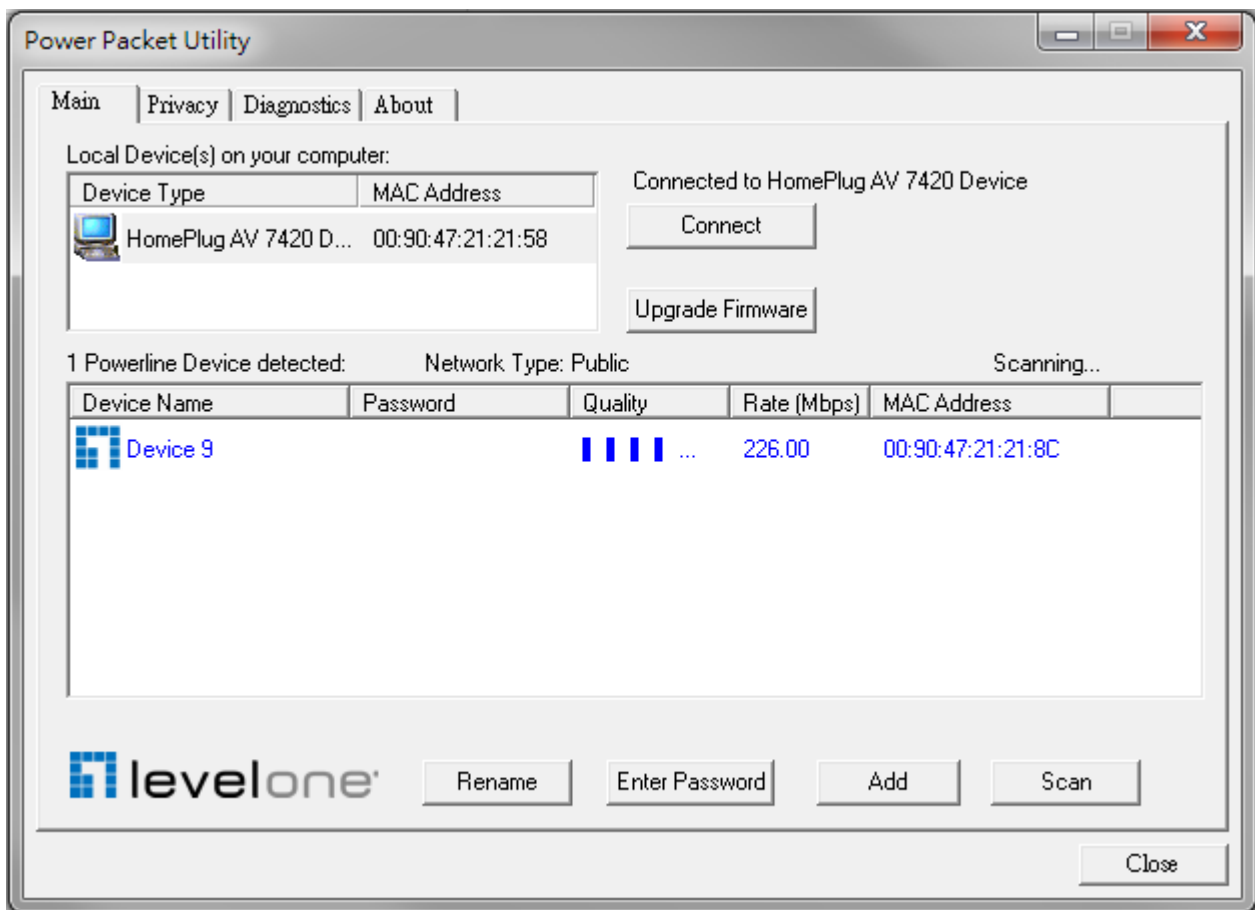 Power Packet Utility
Main Privacy Diagnostics About
Local Device(s) on your computer:
Device Type MAC Address
HomePlug AV 7420 D... 00:90:47:21:21:58
Connected to HomePlug AV 7420 Device
Connect
Upgrade Firmware
1 Powerline Device detected: Network Type: Public Scanning...
Device Name Password Quality Rate (Mbps) MAC Address
Device 9 ... 226.00 00:90:47:21:21:8C
levelone
Rename Enter Password Add Scan
Close